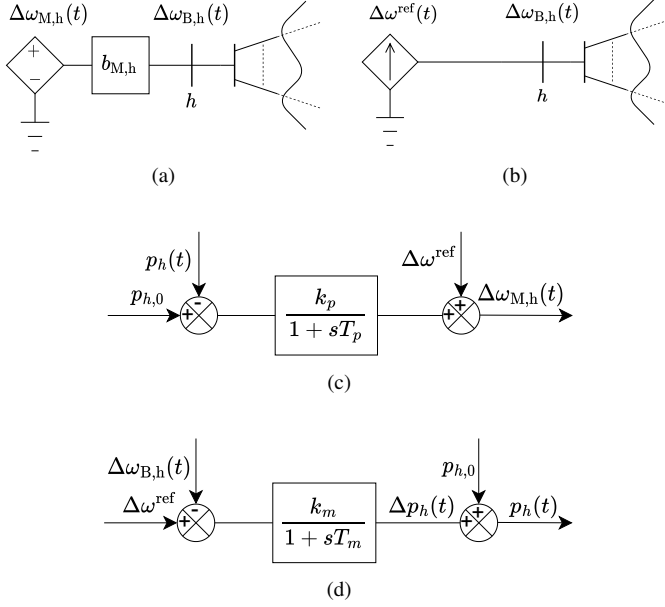 Δω_{M,h}(t) Δω_{B,h}(t) Δω^{ref}(t) Δω_{B,h}(t)
+
− b_{M,h}
h h
(a) (b)
p_h(t) Δω^{ref}
p_{h,0} - + k_p / (1 + sT_p) + + Δω_{M,h}(t)
(c)
Δω_{B,h}(t) p_{h,0}
Δω^{ref} - + k_m / (1 + sT_m) Δp_h(t) + + p_h(t)
(d)